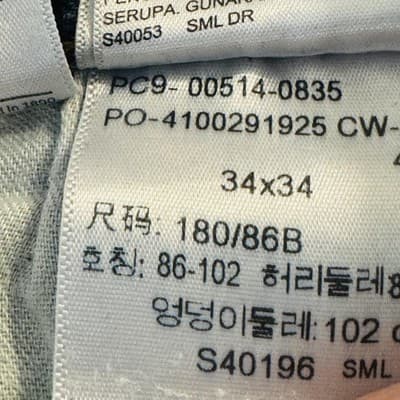 SERUPA. GUNAK
S40053 SML DR
PC9- 00514-0835
PO-4100291925 CW-
34x34
尺码: 180/86B
호칭: 86-102 허리둘레 8
엉덩이둘레: 102 c
S40196 SML